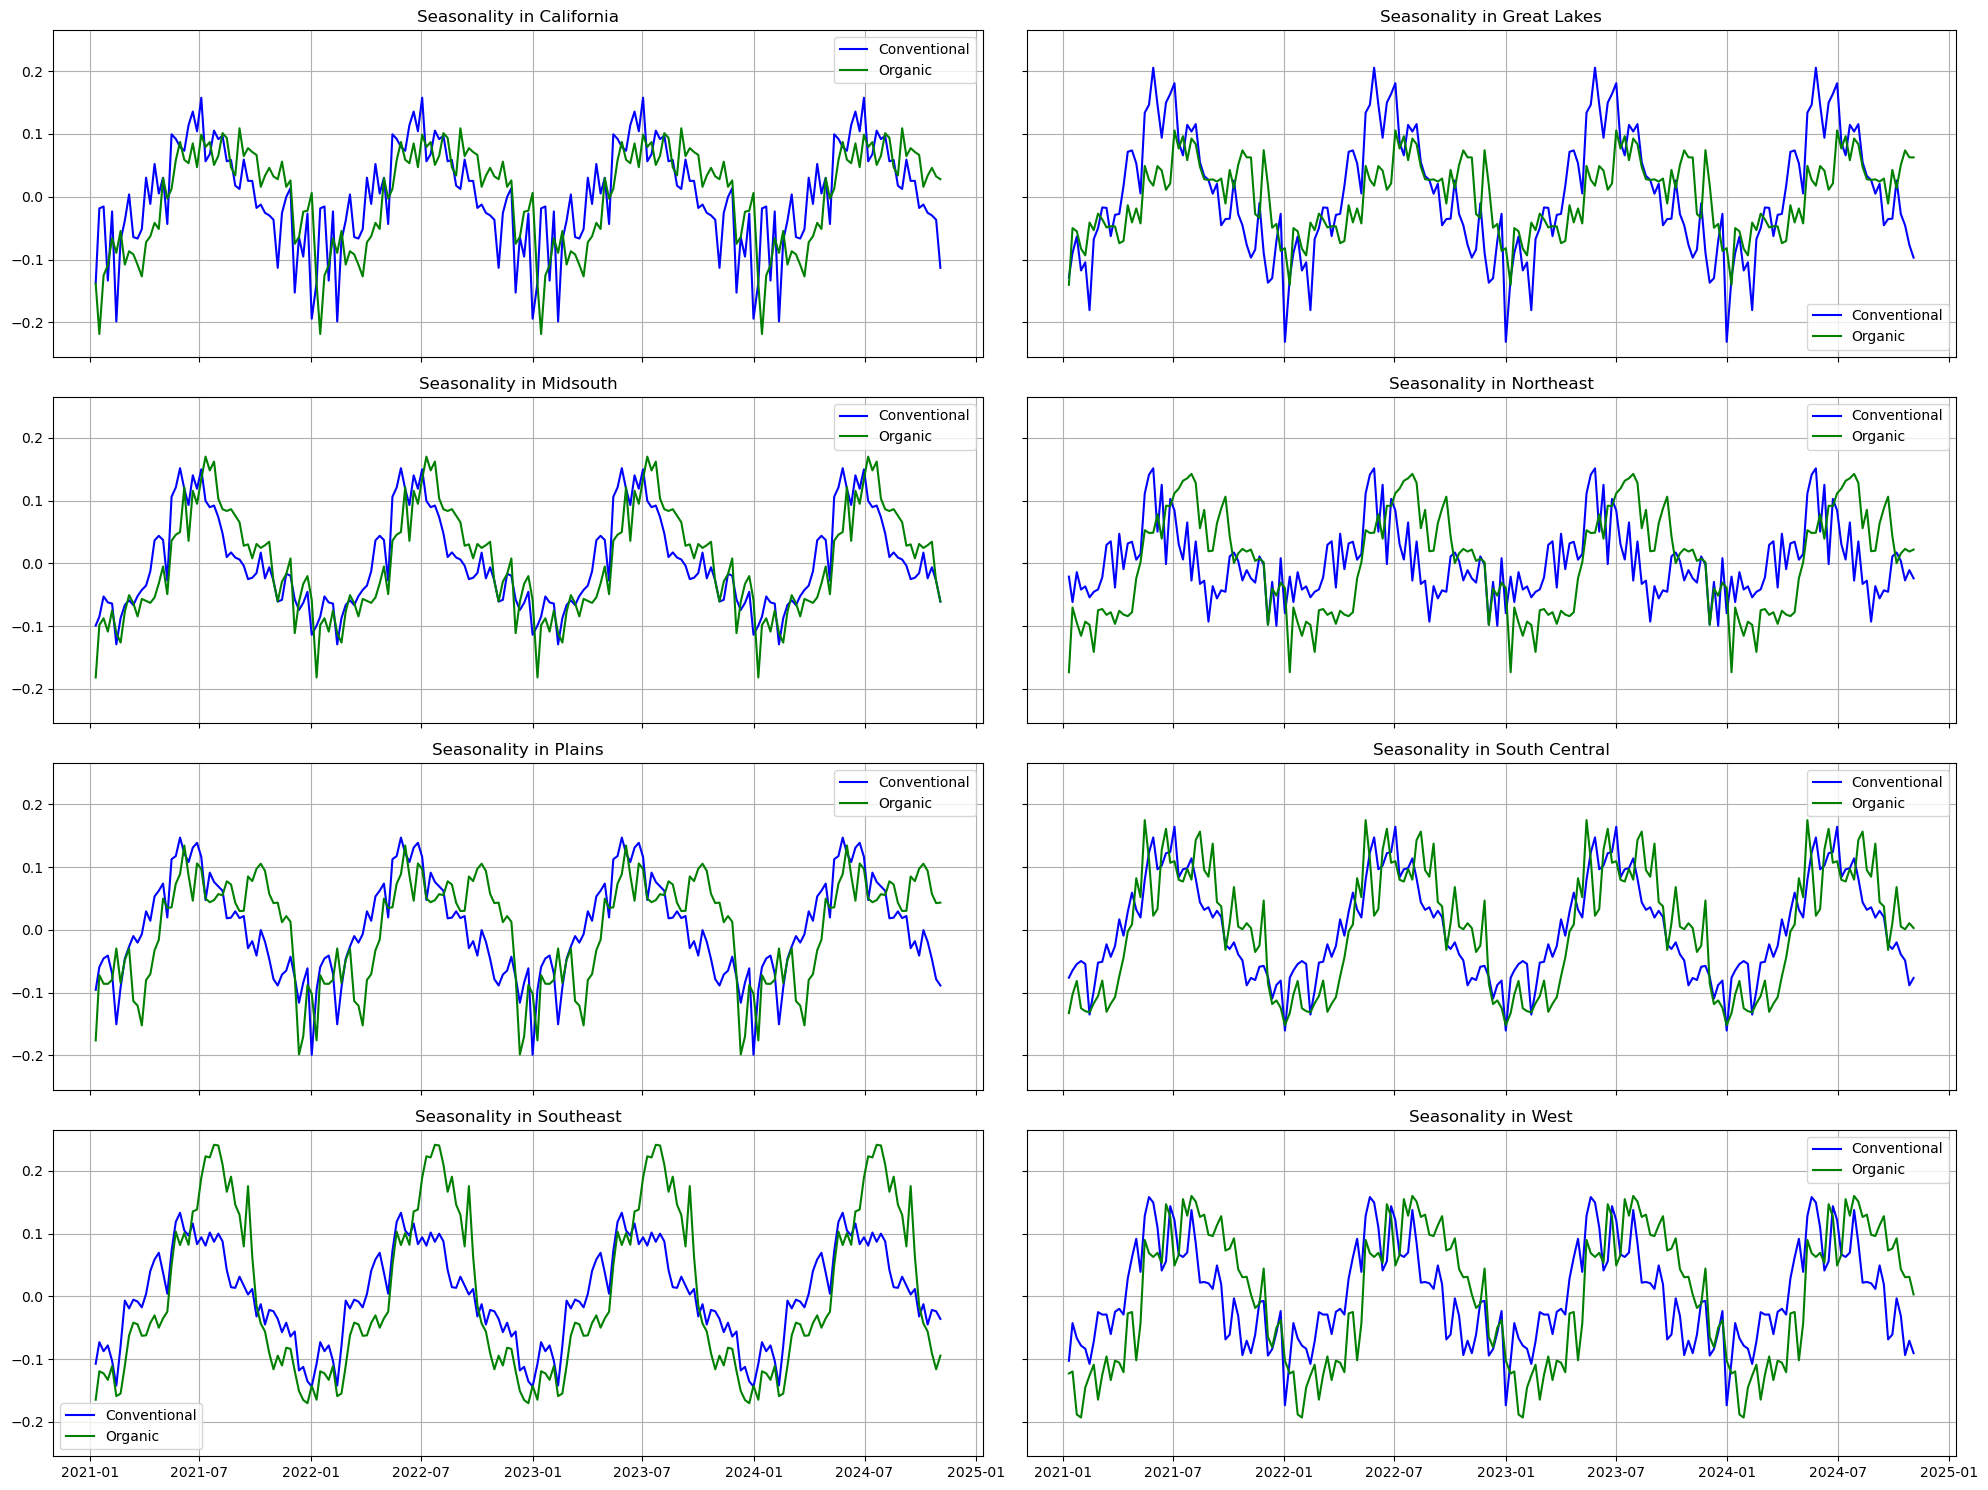 Seasonality in California
Conventional
Organic
0.2
0.1
0.0
−0.1
−0.2
Seasonality in Great Lakes
Conventional
Organic
Seasonality in Midsouth
Conventional
Organic
0.2
0.1
0.0
−0.1
−0.2
Seasonality in Northeast
Conventional
Organic
Seasonality in Plains
Conventional
Organic
0.2
0.1
0.0
−0.1
−0.2
Seasonality in South Central
Conventional
Organic
Seasonality in Southeast
0.2
0.1
0.0
−0.1
−0.2
Conventional
Organic
2021-01 2021-07 2022-01 2022-07 2023-01 2023-07 2024-01 2024-07 2025-01
Seasonality in West
Conventional
Organic
2021-01 2021-07 2022-01 2022-07 2023-01 2023-07 2024-01 2024-07 2025-01